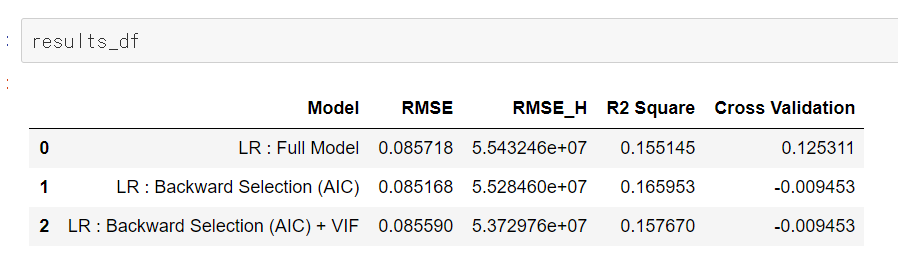 : results_df
:
Model RMSE RMSE_H R2 Square Cross Validation
0 LR : Full Model 0.085718 5.543246e+07 0.155145 0.125311
1 LR : Backward Selection (AIC) 0.085168 5.528460e+07 0.165953 -0.009453
2 LR : Backward Selection (AIC) + VIF 0.085590 5.372976e+07 0.157670 -0.009453